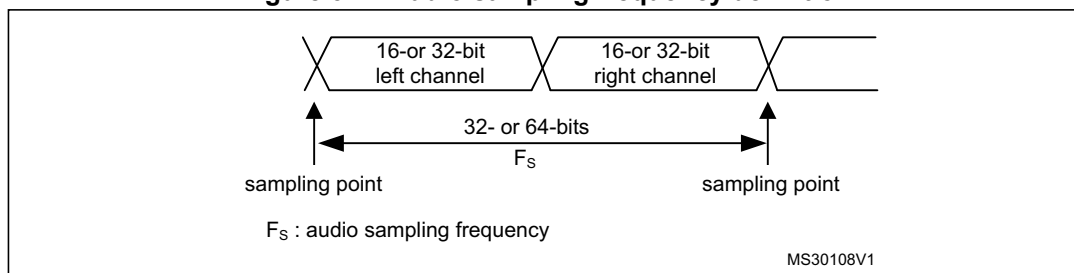 16-or 32-bit
left channel
16-or 32-bit
right channel
32- or 64-bits
FS
sampling point
sampling point
FS : audio sampling frequency
MS30108V1